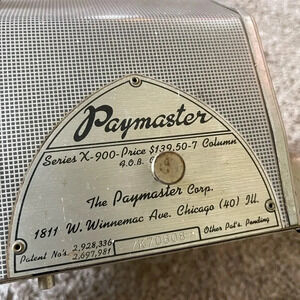 Paymaster
Series X-900-Price $139.50-7 Column
The Paymaster Corp.
1811 W. Winnemac Ave. Chicago (40) Ill.
Patent No's. 2,928,336
2,697,981
Other Pat's. Pending